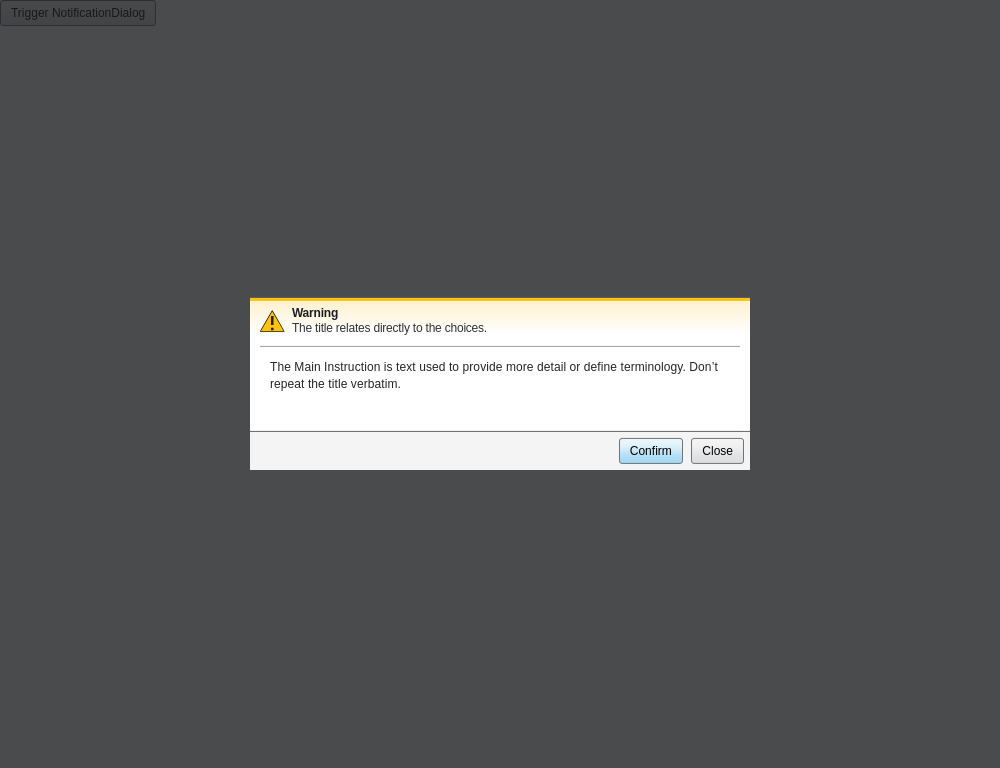 Trigger NotificationDialog
Warning
The title relates directly to the choices.
The Main Instruction is text used to provide more detail or define terminology. Don’t
repeat the title verbatim.
Confirm Close